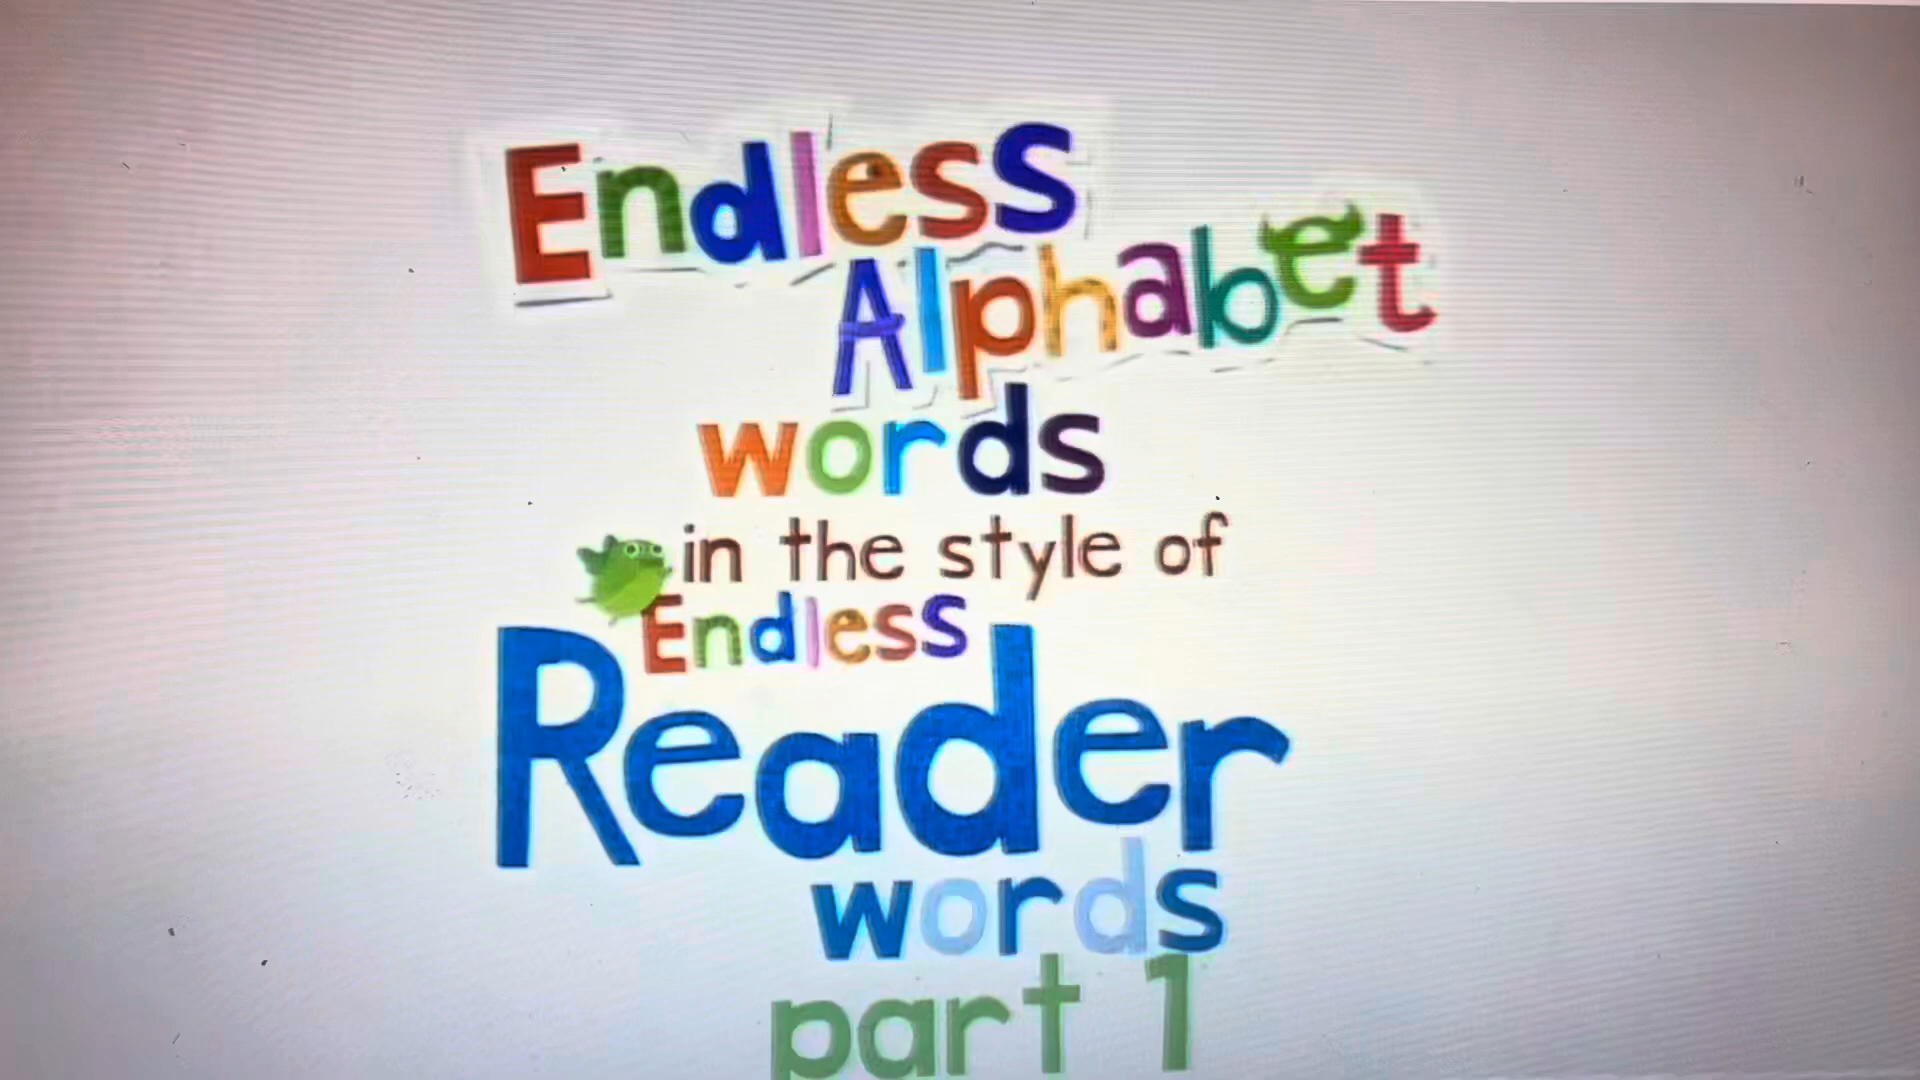 Endless
Alphabet
words
in the style of
Endless
Reader
words
part 1